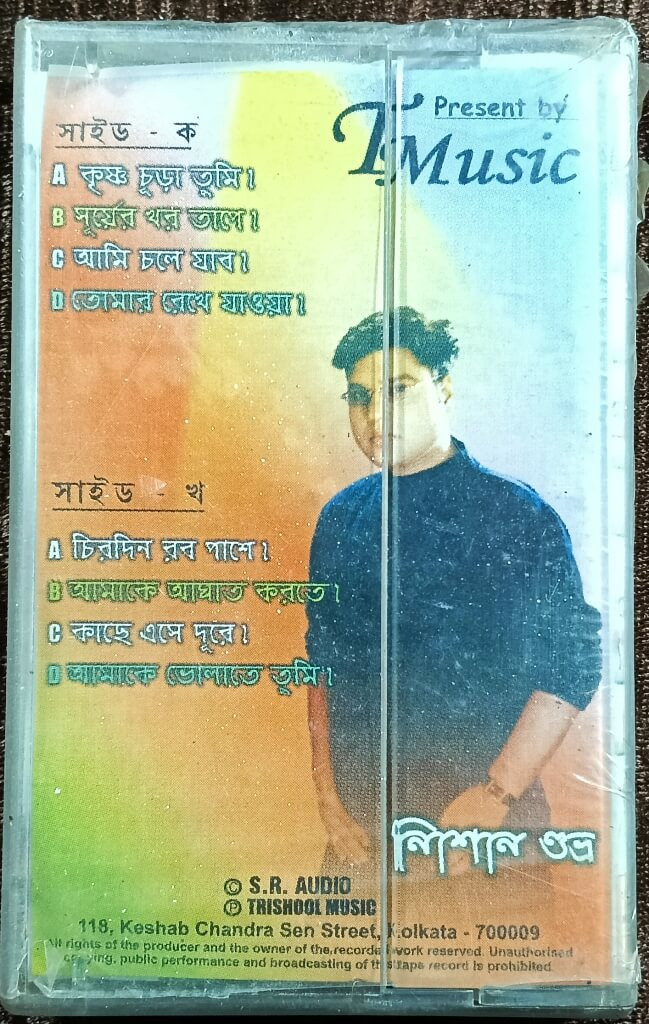 Present by
T Music
সাইড - ক
A কৃষ্ণ চূড়া তুমি।
B সূর্যের খর তালে।
C আমি চলে যাব।
D তোমার রেখে যাওয়া।
সাইড - খ
A চিরদিন রব পাশে।
B আমাকে আঘাত করতে।
C কাছে এসে দূরে।
D আমাকে ভোলাতে তুমি।
নিশান শুভ্র
© S.R. AUDIO
℗ TRISHOOL MUSIC
118, Keshab Chandra Sen Street, Kolkata - 700009
All rights of the producer and the owner of the recorded work reserved. Unauthorised
copying, public performance and broadcasting of this tape record is prohibited